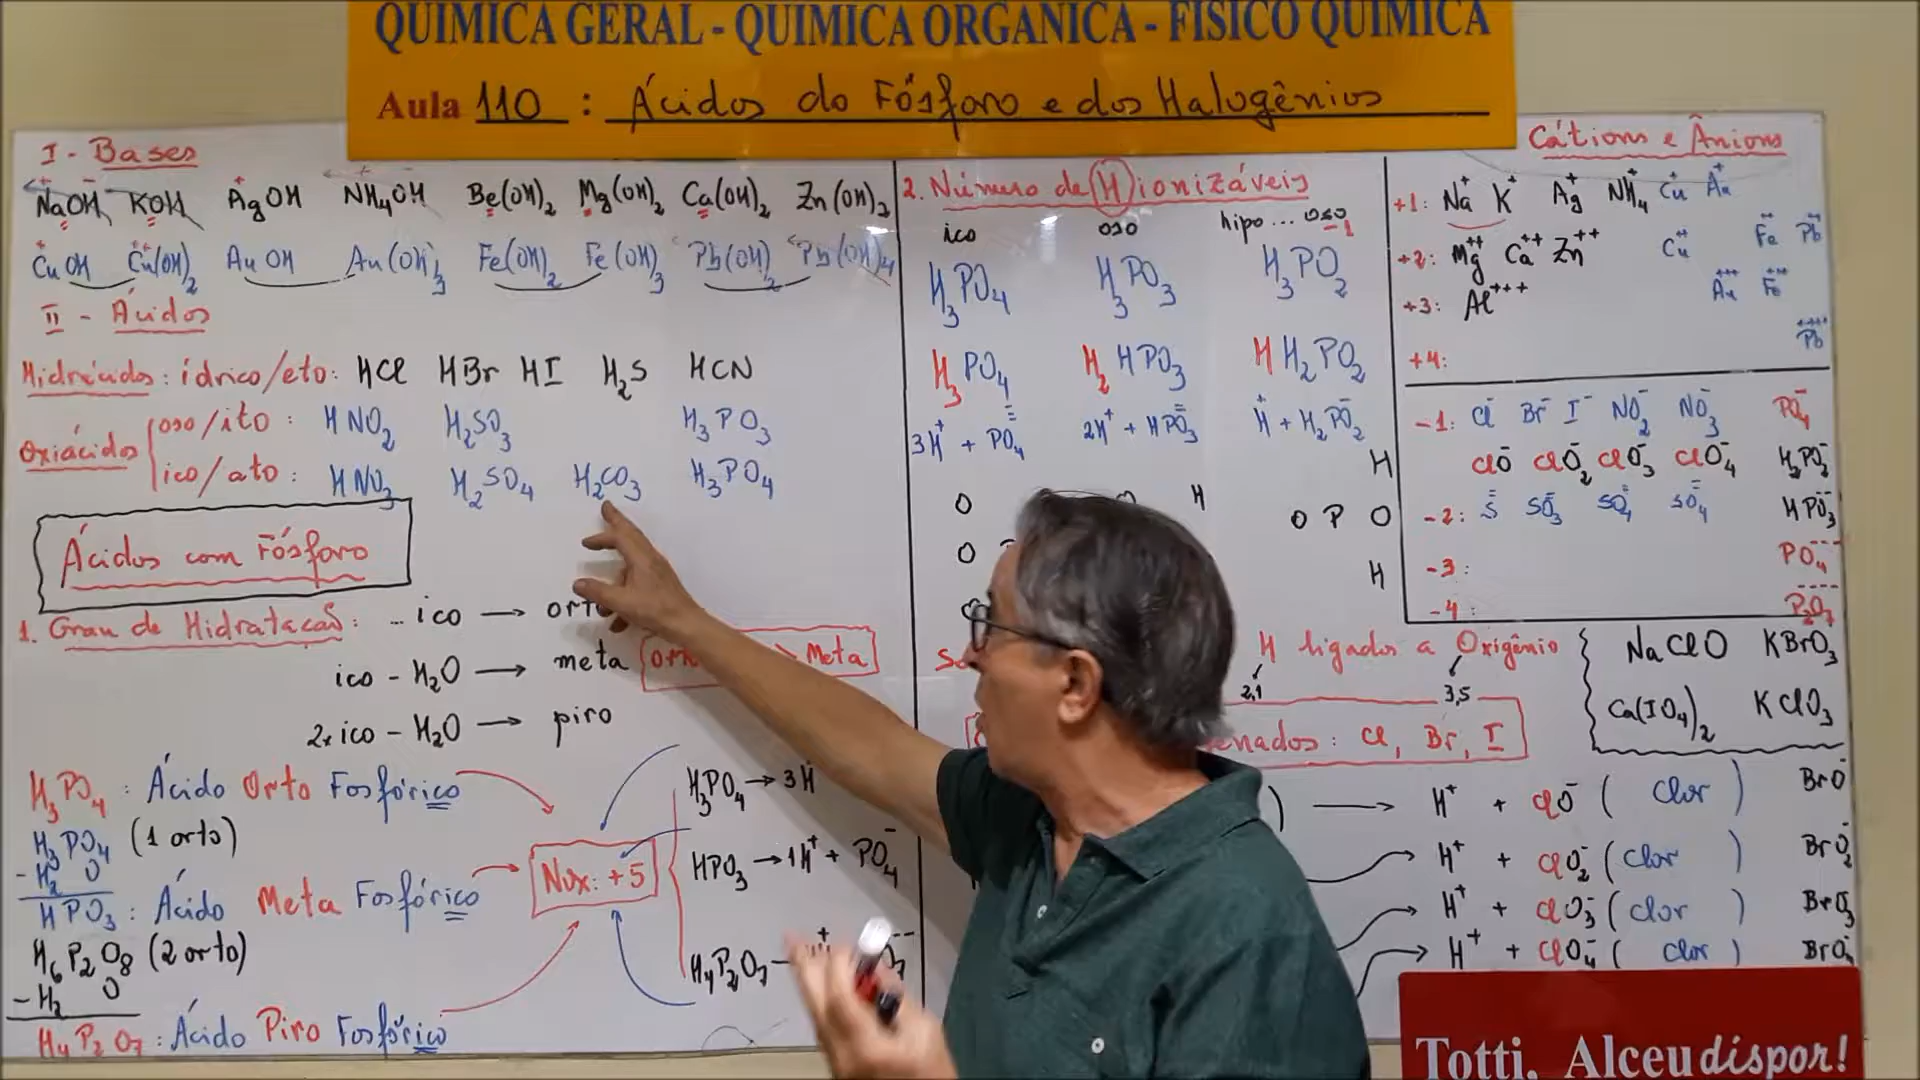 QUIMICA GERAL - QUIMICA ORGANICA - FISICO QUIMICA
Aula 110 : Ácidos do Fósforo e dos Halogênios
I - Bases
NaOH KOH AgOH NH4OH Be(OH)2 Mg(OH)2 Ca(OH)2 Zn(OH)2
CuOH Cu(OH)2 AuOH Au(OH)3 Fe(OH)2 Fe(OH)3 Pb(OH)2 Pb(OH)4
II - Ácidos
Hidrácidos: ídrico/eto: HCl HBr HI H2S HCN
Oxiácidos
oso/ito : HNO2 H2SO3 H3PO3
ico/ato : HNO3 H2SO4 H2CO3 H3PO4
Ácidos com Fósforo
1. Grau de Hidratação: ... ico → orto
ico - H2O → meta
Meta
2x ico - H2O → piro
H3PO4 : Ácido Orto Fosfórico
H3PO4 (1 orto)
- H2O
HPO3 : Ácido Meta Fosfórico
H6P2O8 (2 orto)
- H2O
H4P2O7 : Ácido Piro Fosfórico
Nox: +5
H3PO4 → 3H
HPO3 → 1H+ + PO4-
H4P2O7
2. Número de H ionizáveis
ico oso hipo ... oso
-1
H3PO4 H3PO3 H3PO2
H3PO4 H2HPO3 HH2PO2
3H+ + PO4≡ 2H+ + HPO3= H+ + H2PO2-
O H H
O O P O
H
H ligados a Oxigênio
2,1 3,5
enados: Cl, Br, I
→ H+ + ClO- ( Clor ) BrO-
H+ + ClO2- ( Clor ) BrO2-
H+ + ClO3- ( Clor ) BrO3-
H+ + ClO4- ( Clor ) BrO4-
Cátions e Ânions
+1: Na+ K+ Ag+ NH4+ Cu+ Au+
+2: Mg++ Ca++ Zn++ Cu++ Fe++ Pb++
+3: Al+++ Au+++ Fe+++
+4: Pb++++
-1: Cl- Br- I- NO2- NO3- PO4-
ClO- ClO2- ClO3- ClO4- H2PO2-
-2: S= SO3= SO4= SO4= HPO3--
-3: PO4---
-4: P2O7----
NaClO KBrO3
Ca(IO4)2 KClO3
Totti, Alceu dispor!